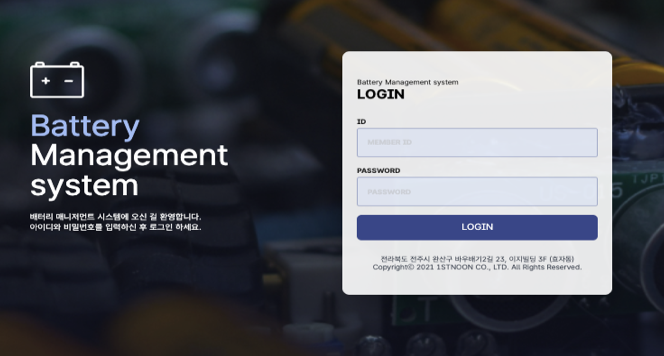 Battery
Management
system
배터리 매니저먼트 시스템에 오신 걸 환영합니다.
아이디와 비밀번호를 입력하신 후 로그인 하세요.
Battery Management system
LOGIN
ID
MEMBER ID
PASSWORD
PASSWORD
LOGIN
전라북도 전주시 완산구 바우배기2길 23, 이지빌딩 3F (효자동)
Copyrightⓒ 2021 1STNOON CO., LTD. All Rights Reserved.